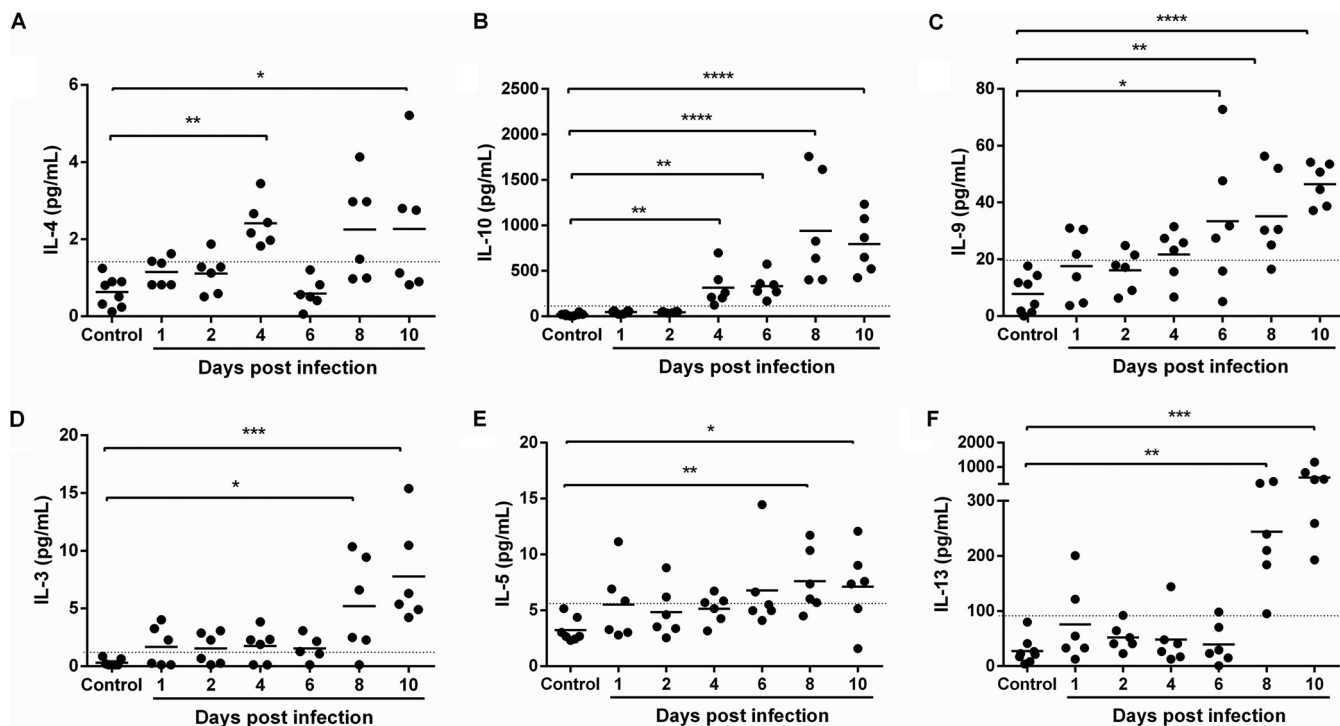 A
IL-4 (pg/mL)
6
4
2
0
*
**
Control 1 2 4 6 8 10
Days post infection
B
IL-10 (pg/mL)
2500
2000
1500
1000
500
0
****
****
**
**
Control 1 2 4 6 8 10
Days post infection
C
IL-9 (pg/mL)
80
60
40
20
0
****
**
*
Control 1 2 4 6 8 10
Days post infection
D
IL-3 (pg/mL)
20
15
10
5
0
***
*
Control 1 2 4 6 8 10
Days post infection
E
IL-5 (pg/mL)
20
15
10
5
0
*
**
Control 1 2 4 6 8 10
Days post infection
F
IL-13 (pg/mL)
2000
1000
300
200
100
0
***
**
Control 1 2 4 6 8 10
Days post infection